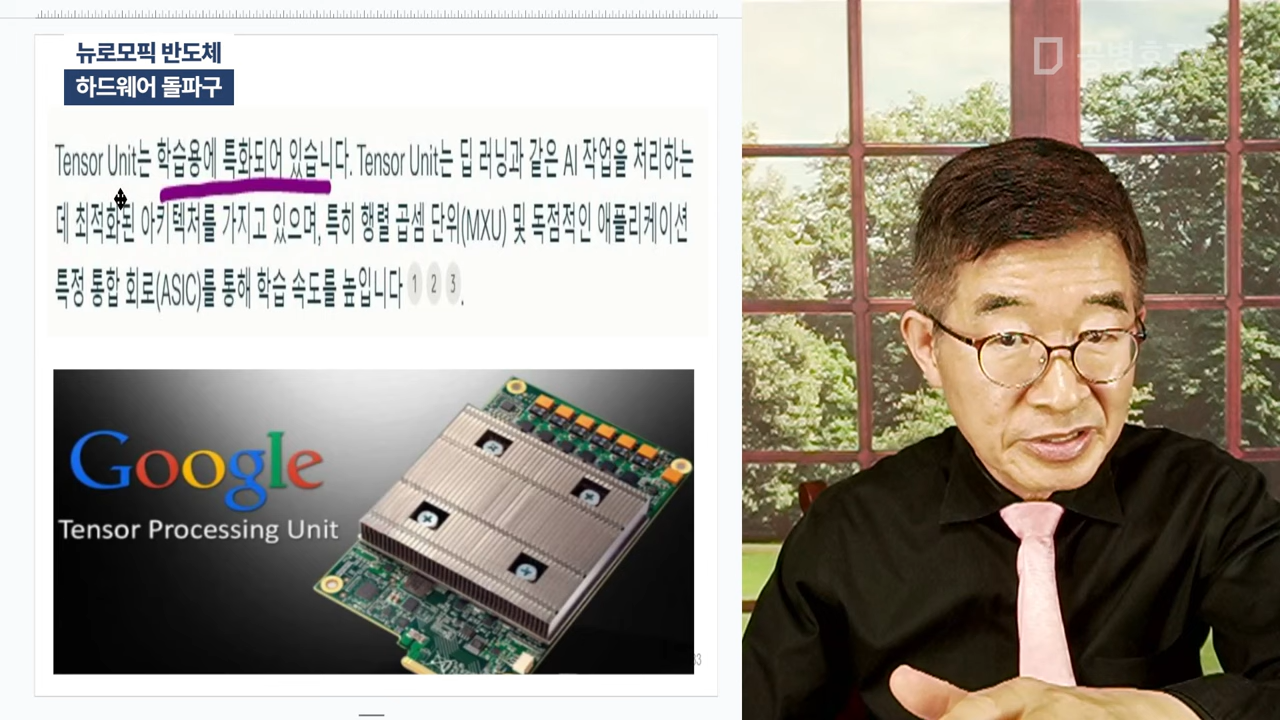 뉴로모픽 반도체
하드웨어 돌파구
Tensor Unit는 학습용에 특화되어 있습니다. Tensor Unit는 딥 러닝과 같은 AI 작업을 처리하는
데 최적화된 아키텍처를 가지고 있으며, 특히 행렬 곱셈 단위(MXU) 및 독점적인 애플리케이션
특정 통합 회로(ASIC)를 통해 학습 속도를 높입니다 1 2 3 .
Google
Tensor Processing Unit